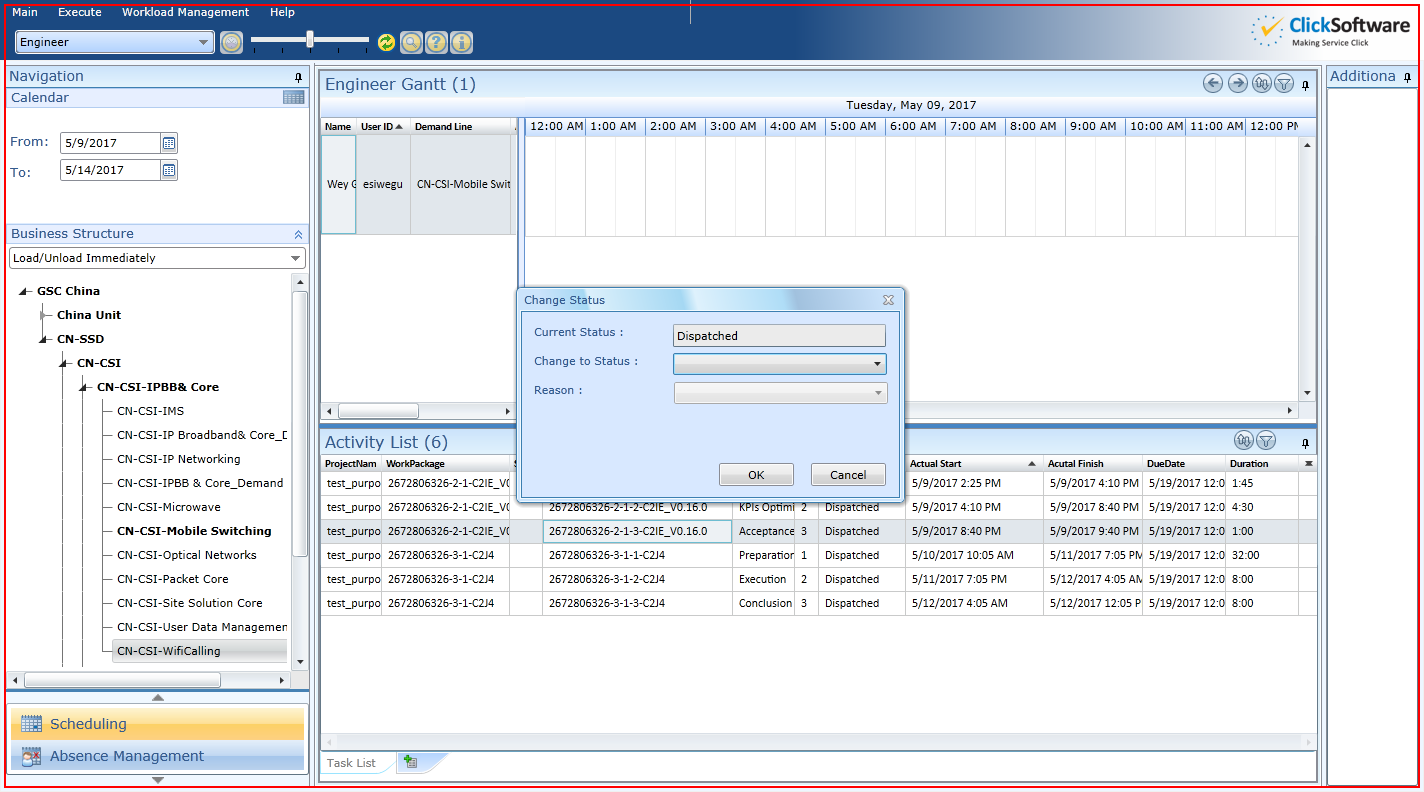 Main Execute Workload Management Help
Engineer
ClickSoftware
Making Service Click
Navigation
Calendar
From: 5/9/2017
To: 5/14/2017
Business Structure
Load/Unload Immediately
GSC China
China Unit
CN-SSD
CN-CSI
CN-CSI-IPBB& Core
CN-CSI-IMS
CN-CSI-IP Broadband& Core_D
CN-CSI-IP Networking
CN-CSI-IPBB & Core_Demand
CN-CSI-Microwave
CN-CSI-Mobile Switching
CN-CSI-Optical Networks
CN-CSI-Packet Core
CN-CSI-Site Solution Core
CN-CSI-User Data Managemen
CN-CSI-WifiCalling
Scheduling
Absence Management
Engineer Gantt (1)
Tuesday, May 09, 2017
Name User ID Demand Line 12:00 AM 1:00 AM 2:00 AM 3:00 AM 4:00 AM 5:00 AM 6:00 AM 7:00 AM 8:00 AM 9:00 AM 10:00 AM 11:00 AM 12:00 PM
Wey G esiwegu CN-CSI-Mobile Swit
Change Status
Current Status : Dispatched
Change to Status :
Reason :
OK Cancel
Activity List (6)
ProjectNam WorkPackage Actual Start Acutal Finish DueDate Duration
test_purpo 2672806326-2-1-C2IE_V0 5/9/2017 2:25 PM 5/9/2017 4:10 PM 5/19/2017 12:0 1:45
test_purpo 2672806326-2-1-C2IE_V0 2672806326-2-1-2-C2IE_V0.16.0 KPIs Optimi 2 Dispatched 5/9/2017 4:10 PM 5/9/2017 8:40 PM 5/19/2017 12:0 4:30
test_purpo 2672806326-2-1-C2IE_V0 2672806326-2-1-3-C2IE_V0.16.0 Acceptance 3 Dispatched 5/9/2017 8:40 PM 5/9/2017 9:40 PM 5/19/2017 12:0 1:00
test_purpo 2672806326-3-1-C2J4 2672806326-3-1-1-C2J4 Preparation 1 Dispatched 5/10/2017 10:05 AM 5/11/2017 7:05 PM 5/19/2017 12:0 32:00
test_purpo 2672806326-3-1-C2J4 2672806326-3-1-2-C2J4 Execution 2 Dispatched 5/11/2017 7:05 PM 5/12/2017 4:05 AM 5/19/2017 12:0 8:00
test_purpo 2672806326-3-1-C2J4 2672806326-3-1-3-C2J4 Conclusion 3 Dispatched 5/12/2017 4:05 AM 5/12/2017 12:05 P 5/19/2017 12:0 8:00
Task List
Additiona